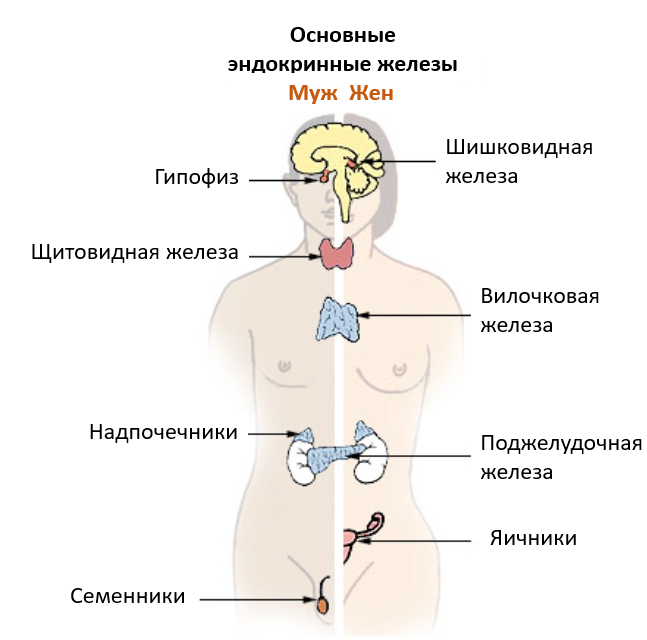 Основные
эндокринные железы
Муж Жен
Шишковидная
железа
Гипофиз
Щитовидная железа
Вилочковая
железа
Надпочечники
Поджелудочная
железа
Яичники
Семенники